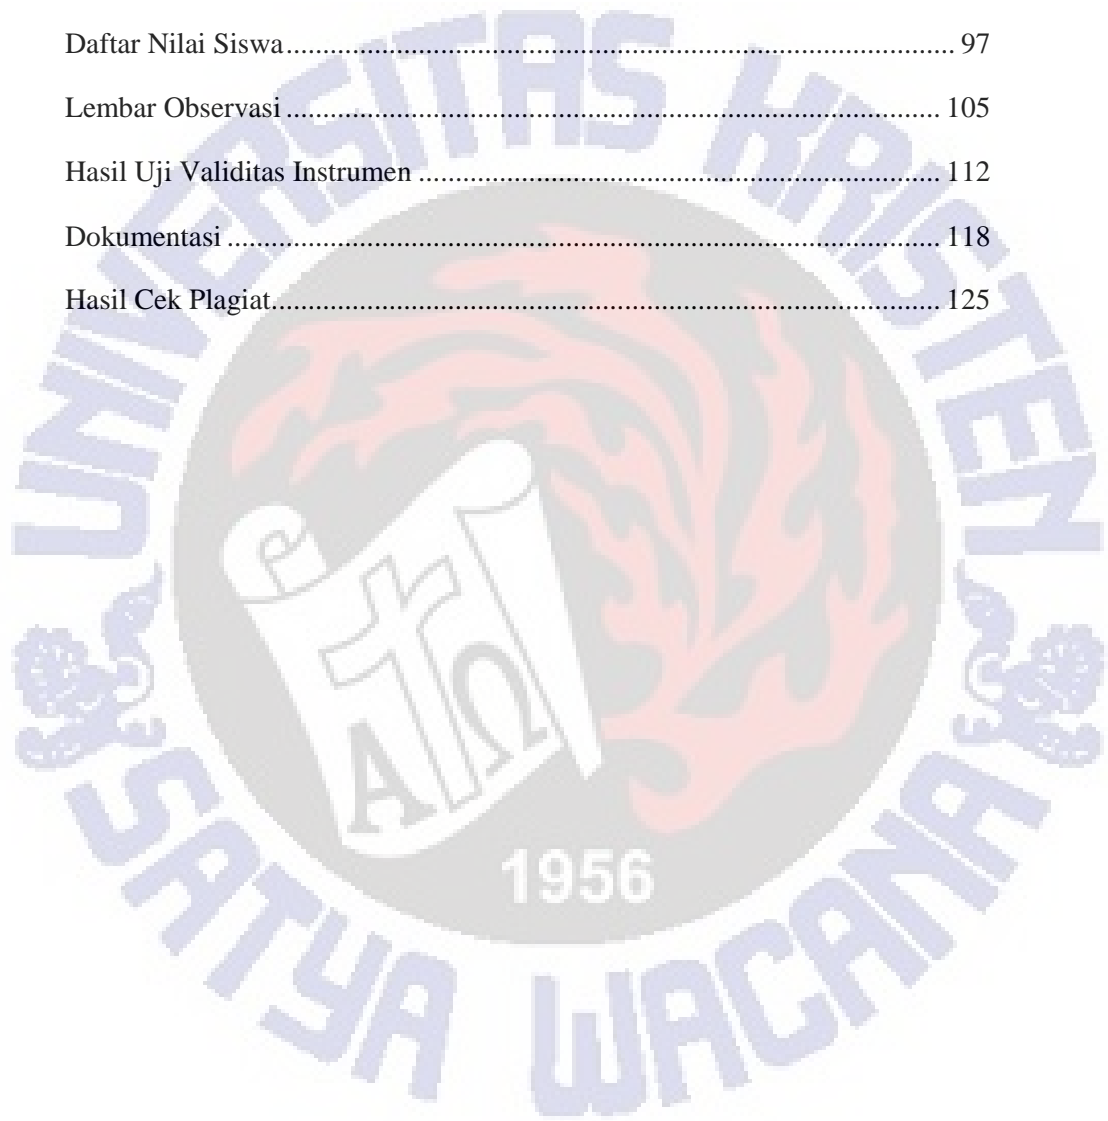 Daftar Nilai Siswa.......................................................................................... 97
Lembar Observasi ........................................................................................ 105
Hasil Uji Validitas Instrumen ...................................................................... 112
Dokumentasi ................................................................................................ 118
Hasil Cek Plagiat.......................................................................................... 125
UNIVERSITAS KRISTEN
Α Ω
1956
SATYA WACANA